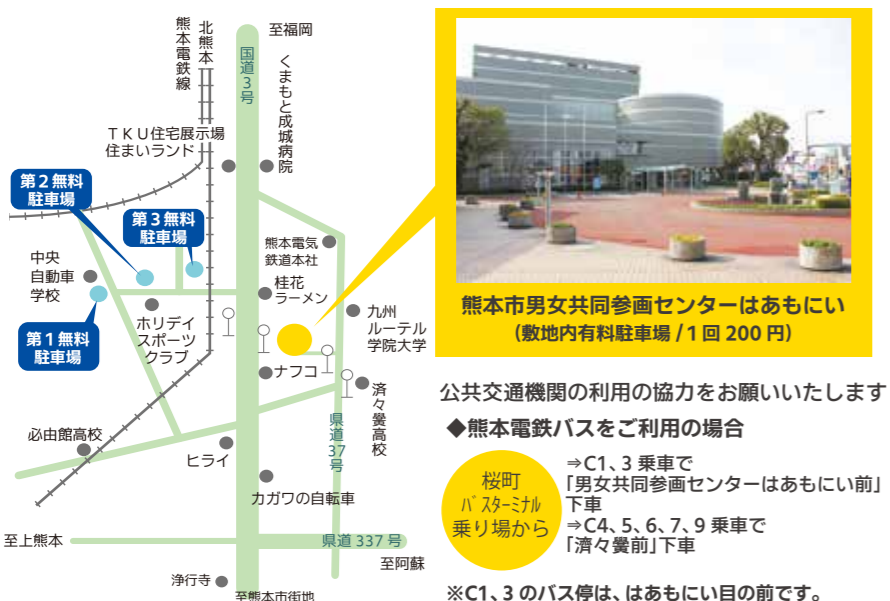 至福岡
国道3号
北熊本
熊本電鉄線
くまもと成城病院
TKU住宅展示場
住まいランド
第2無料
駐車場
第3無料
駐車場
熊本電気
鉄道本社
中央
自動車
学校
桂花
ラーメン
九州
ルーテル
学院大学
ホリデイ
スポーツ
クラブ
第1無料
駐車場
ナフコ
済々黌高校
県道37号
必由館高校
ヒライ
カガワの自転車
至上熊本
県道337号
至阿蘇
浄行寺
至熊本市街地
熊本市男女共同参画センターはあもにい
(敷地内有料駐車場/1回200円)
公共交通機関の利用の協力をお願いいたします
◆熊本電鉄バスをご利用の場合
桜町
バスターミナル
乗り場から
⇒C1、3乗車で
「男女共同参画センターはあもにい前」
下車
⇒C4、5、6、7、9乗車で
「済々黌前」下車
※C1、3のバス停は、はあもにい目の前です。